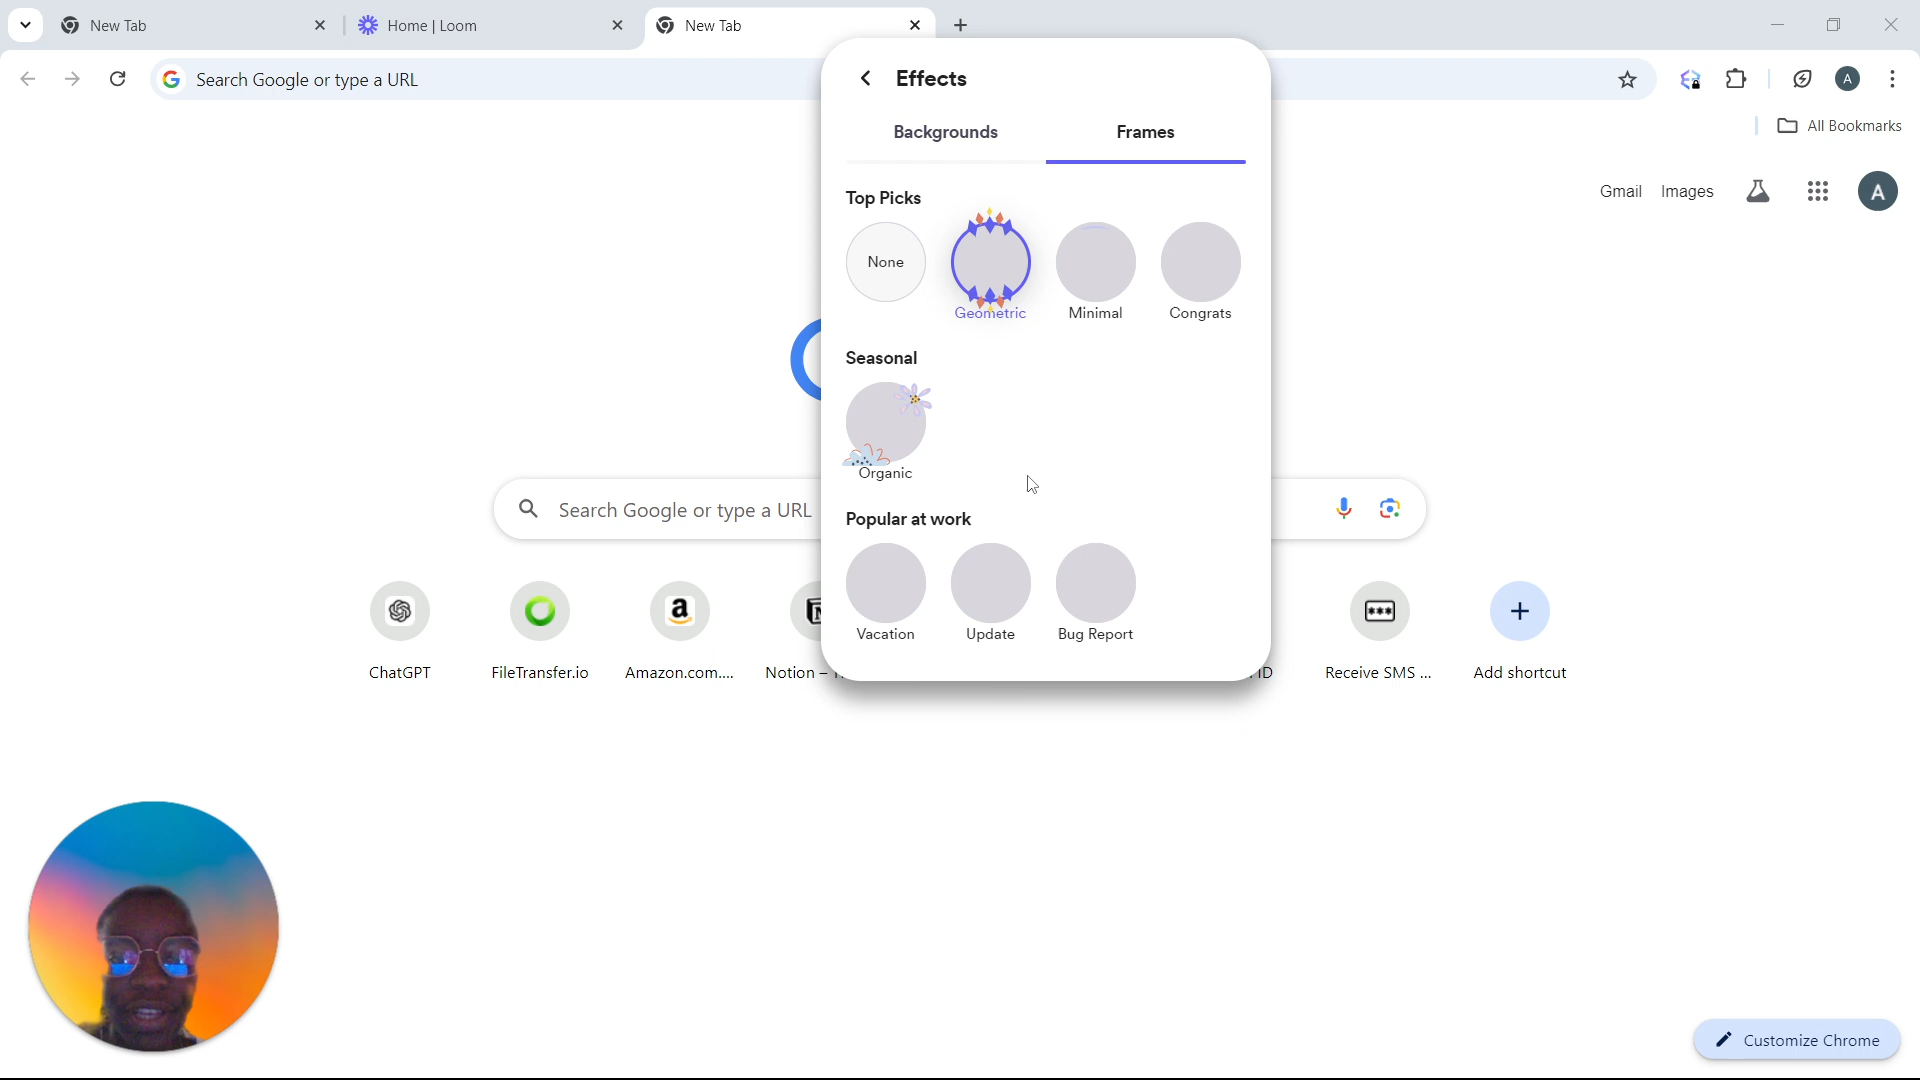 New Tab
Home | Loom
New Tab
Search Google or type a URL
A
All Bookmarks
Effects
Backgrounds
Frames
Gmail
Images
A
Top Picks
None
Geometric
Minimal
Congrats
Seasonal
Organic
Search Google or type a URL
Popular at work
Vacation
Update
Bug Report
ChatGPT
FileTransfer.io
Amazon.com....
Notion –
ID
Receive SMS ...
Add shortcut
Customize Chrome